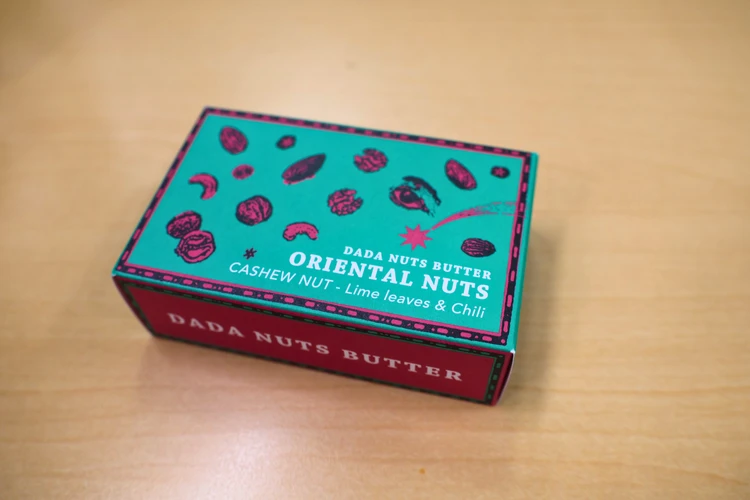 DADA NUTS BUTTER
ORIENTAL NUTS
CASHEW NUT - Lime leaves & Chili
DADA NUTS BUTTER